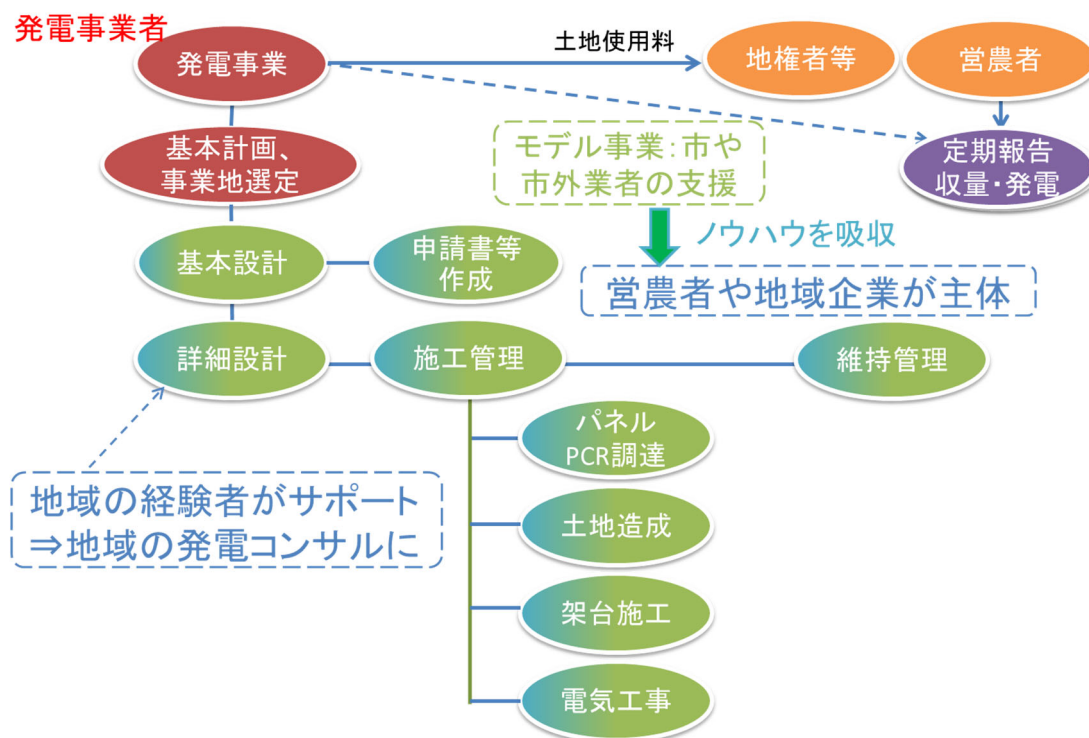 発電事業者
発電事業
土地使用料
地権者等
営農者
基本計画、
事業地選定
モデル事業:市や
市外業者の支援
定期報告
収量・発電
ノウハウを吸収
基本設計
申請書等
作成
営農者や地域企業が主体
詳細設計
施工管理
維持管理
パネル
PCR調達
地域の経験者がサポート
⇒地域の発電コンサルに
土地造成
架台施工
電気工事